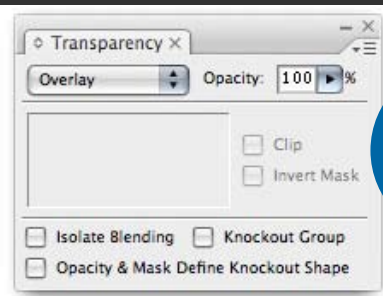 Transparency
Overlay Opacity: 100 %
Clip
Invert Mask
Isolate Blending Knockout Group
Opacity & Mask Define Knockout Shape